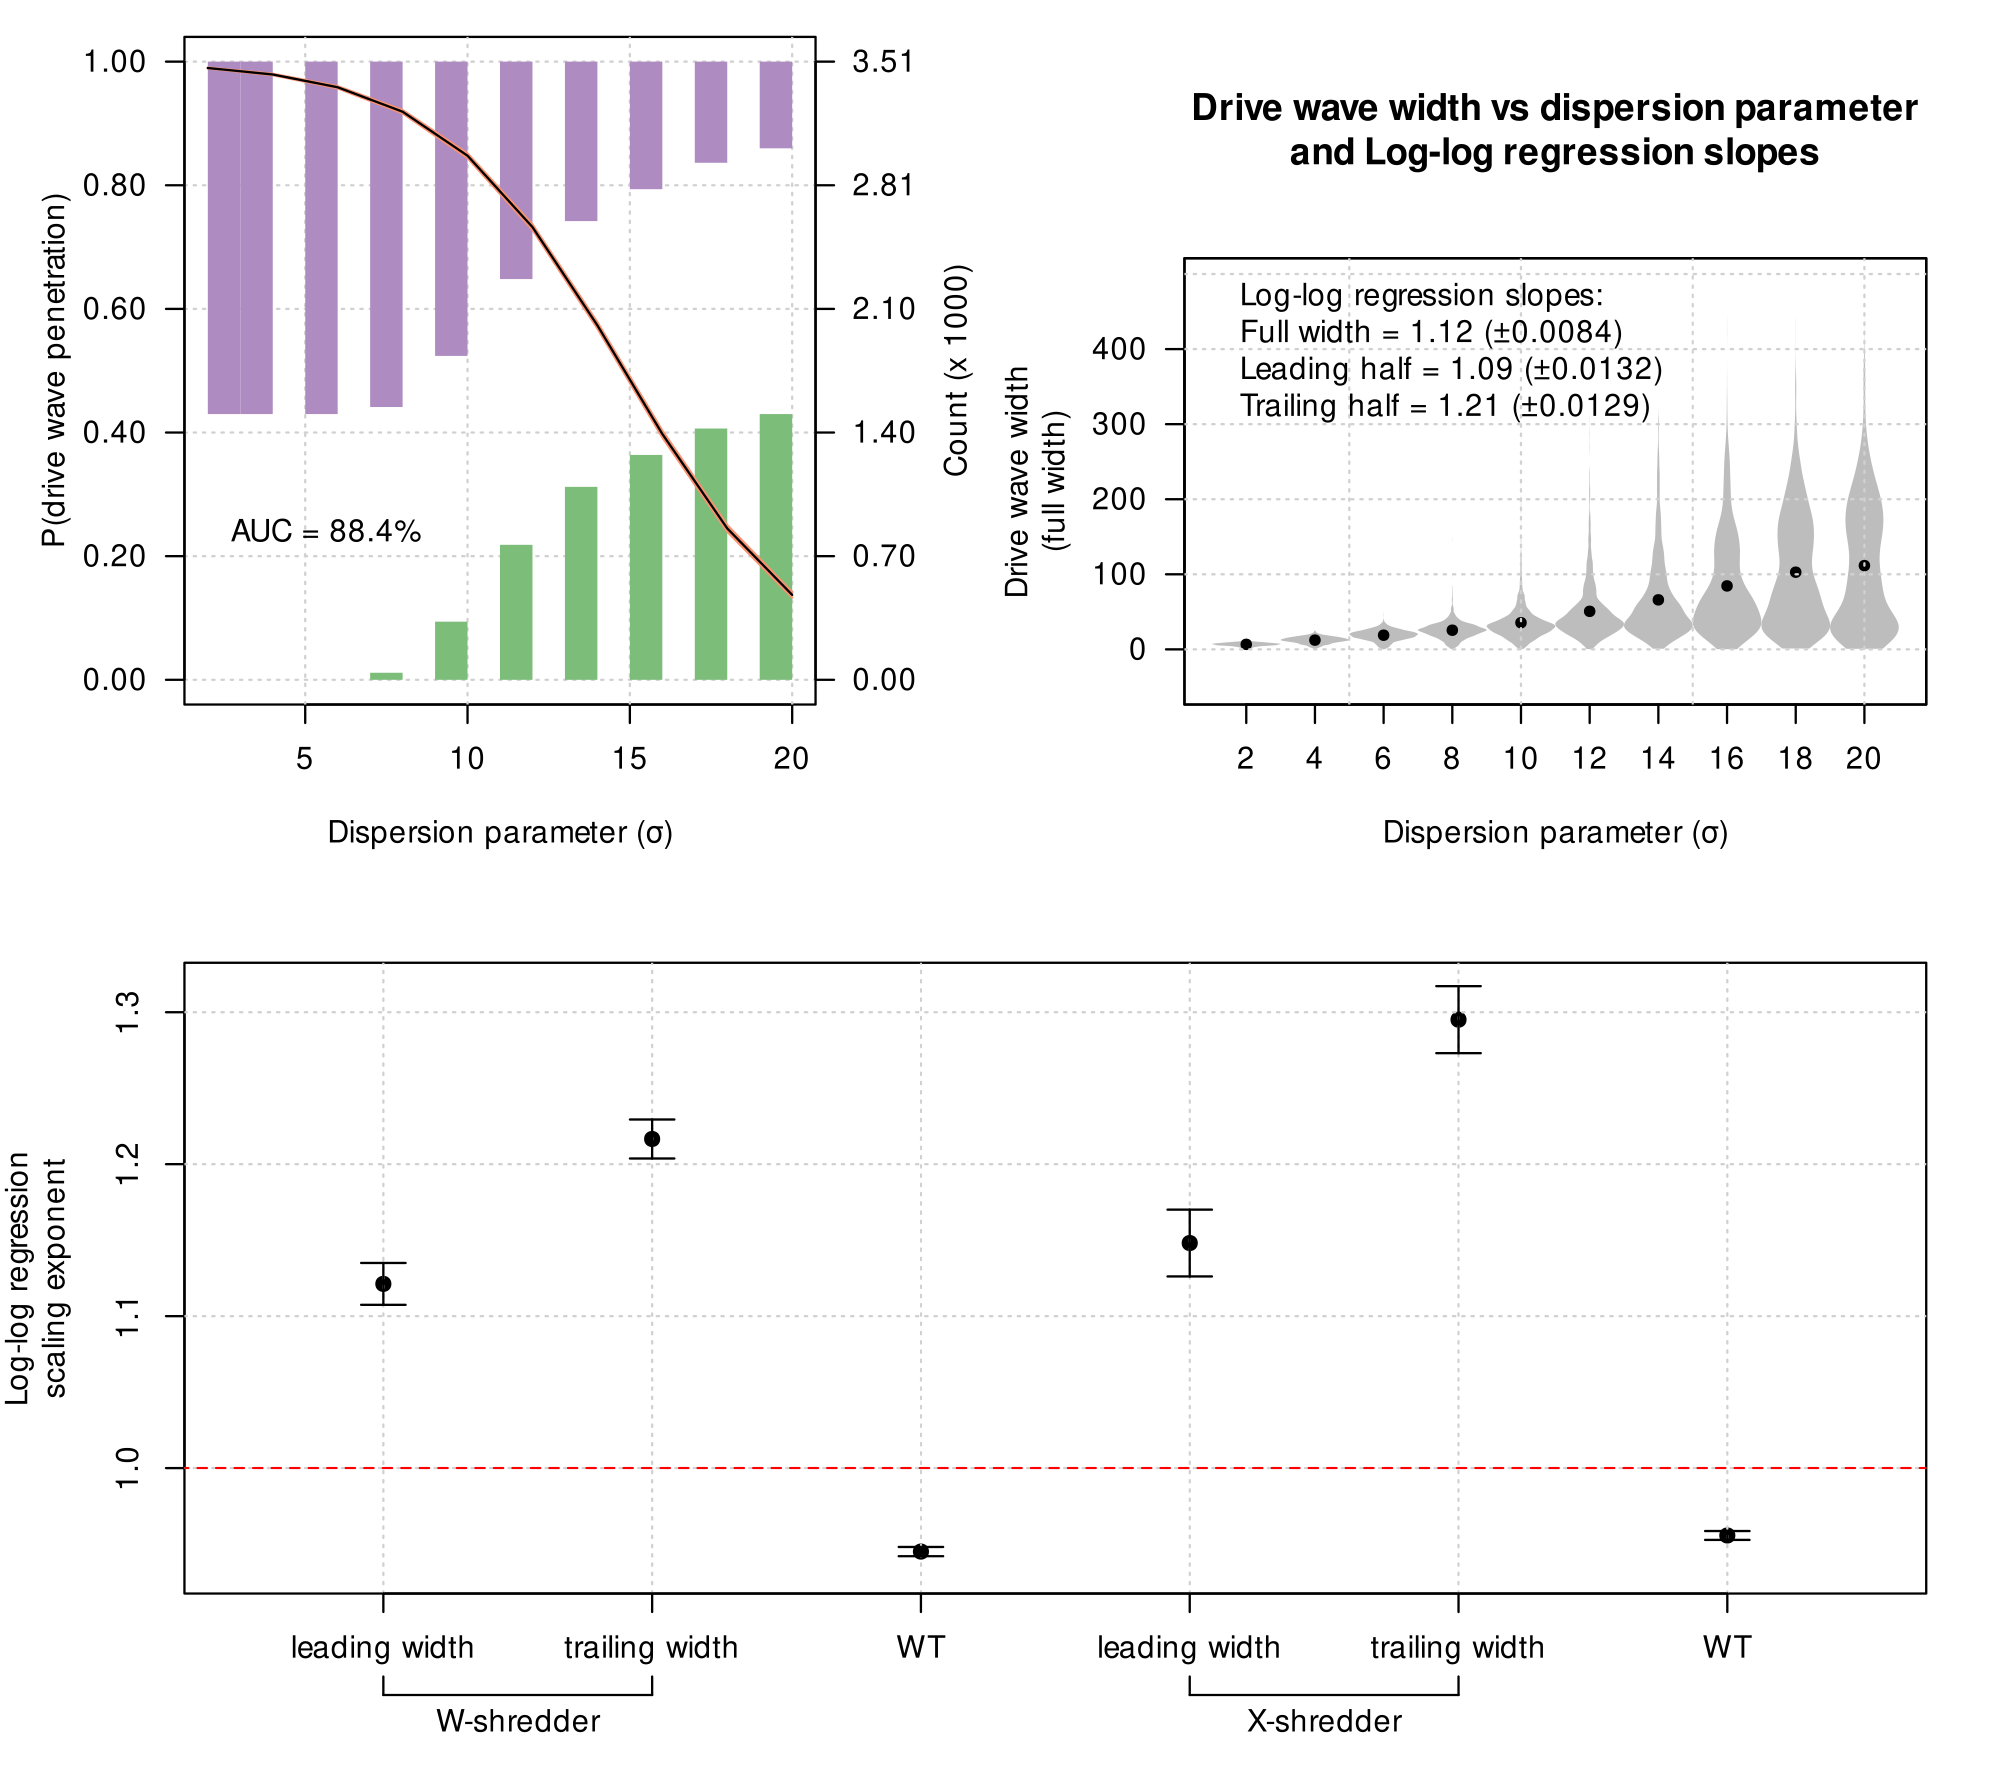 1.00
0.80
0.60
0.40
0.20
0.00
P(drive wave penetration)
3.51
2.81
2.10
1.40
0.70
0.00
Count (x 1000)
AUC = 88.4%
5 10 15 20
Dispersion parameter (σ)
Drive wave width vs dispersion parameter
and Log-log regression slopes
Log-log regression slopes:
Full width = 1.12 (±0.0084)
Leading half = 1.09 (±0.0132)
Trailing half = 1.21 (±0.0129)
400
300
200
100
0
Drive wave width
(full width)
2 4 6 8 10 12 14 16 18 20
Dispersion parameter (σ)
1.3
1.2
1.1
1.0
Log-log regression
scaling exponent
leading width trailing width WT leading width trailing width WT
W-shredder X-shredder